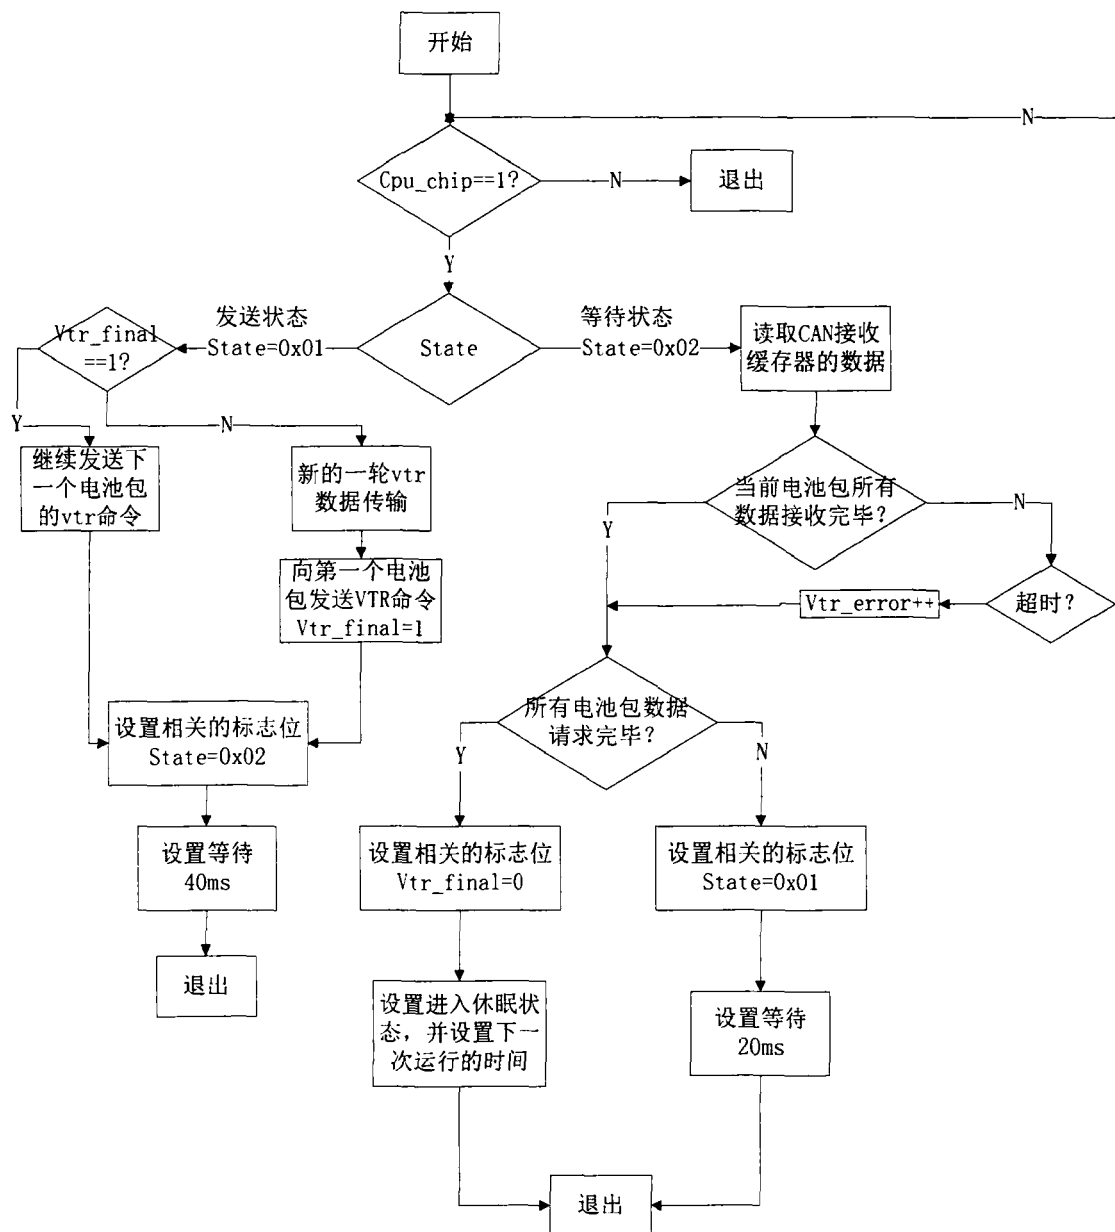 开始
N
Cpu_chip==1?
N
退出
Y
发送状态
State=0x01
State
等待状态
State=0x02
读取CAN接收
缓存器的数据
Vtr_final
==1?
Y
N
继续发送下
一个电池包
的vtr命令
新的一轮vtr
数据传输
向第一个电池
包发送VTR命令
Vtr_final=1
当前电池包所有
数据接收完毕?
Y
N
超时?
Vtr_error++
设置相关的标志位
State=0x02
设置等待
40ms
退出
所有电池包数据
请求完毕?
Y
N
设置相关的标志位
Vtr_final=0
设置相关的标志位
State=0x01
设置进入休眠状
态，并设置下一
次运行的时间
设置等待
20ms
退出